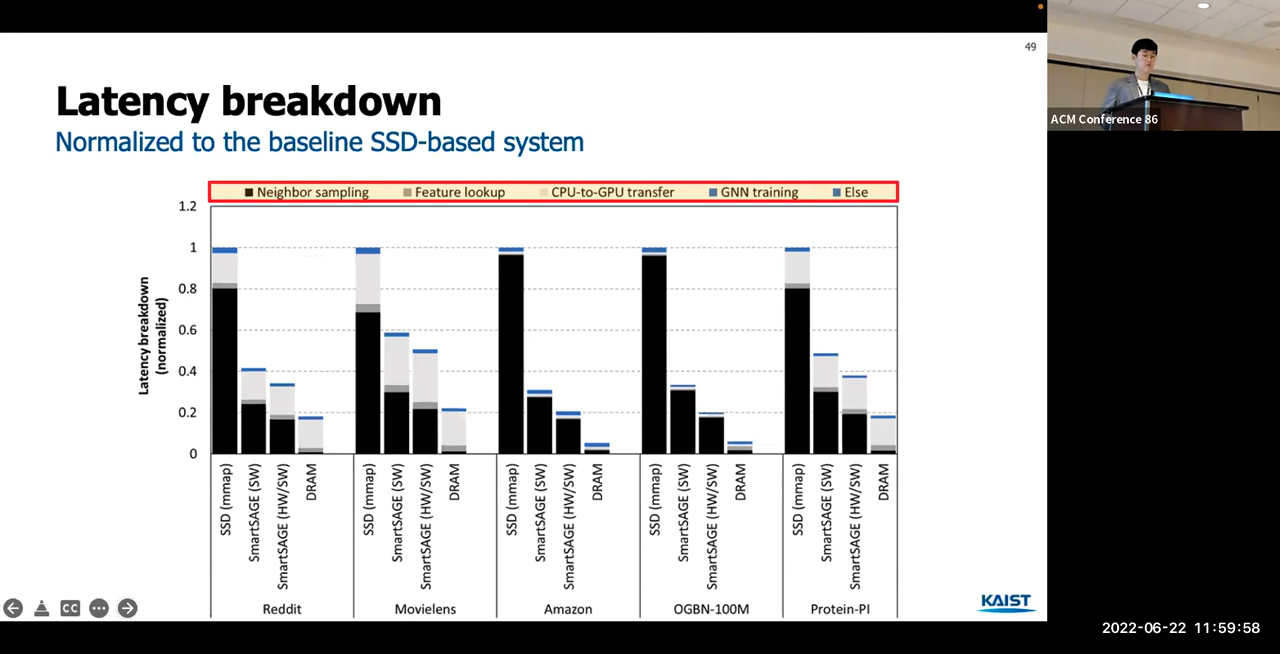 49
Latency breakdown
Normalized to the baseline SSD-based system
ACM Conference 86
Neighbor sampling Feature lookup CPU-to-GPU transfer GNN training Else
1.2
1
0.8
0.6
0.4
0.2
0
Latency breakdown
(normalized)
SSD (mmap)
SmartSAGE (SW)
SmartSAGE (HW/SW)
DRAM
SSD (mmap)
SmartSAGE (SW)
SmartSAGE (HW/SW)
DRAM
SSD (mmap)
SmartSAGE (SW)
SmartSAGE (HW/SW)
DRAM
SSD (mmap)
SmartSAGE (SW)
SmartSAGE (HW/SW)
DRAM
SSD (mmap)
SmartSAGE (SW)
SmartSAGE (HW/SW)
DRAM
Reddit Movielens Amazon OGBN-100M Protein-PI
CC
KAIST
2022-06-22 11:59:58